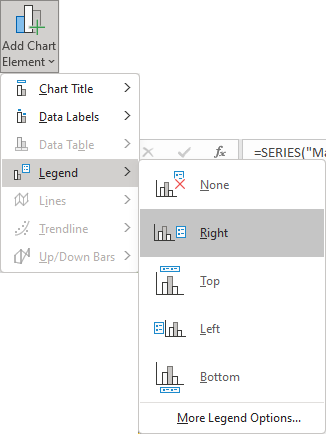 Add Chart
Element
Chart Title
Data Labels
Data Table
=SERIES("Ma
Legend
None
Lines
Right
Trendline
Up/Down Bars
Top
Left
Bottom
More Legend Options...